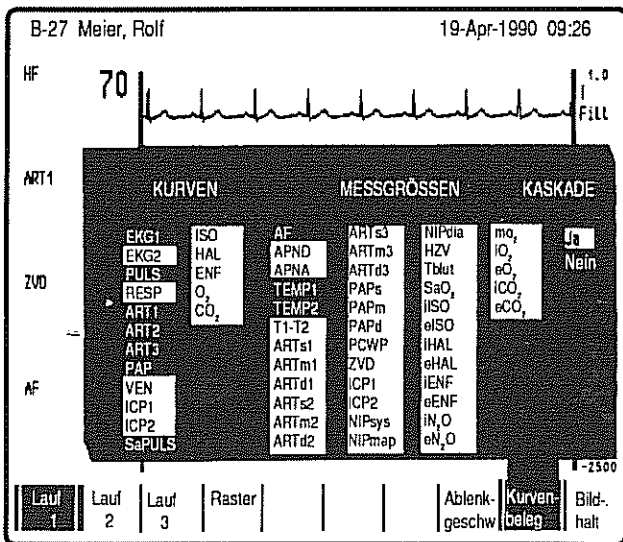 B-27 Meier, Rolf 19-Apr-1990 09:26
HF 70 1.0
Fill
ART1
ZVD
AF
KURVEN MESSGRÖSSEN KASKADE
EKG1
EKG2
PULS
RESP
ART1
ART2
ART3
PAP
VEN
ICP1
ICP2
SaPULS
ISO
HAL
ENF
O₂
CO₂
AF
APND
APNA
TEMP1
TEMP2
T1-T2
ARTs1
ARTm1
ARTd1
ARTs2
ARTm2
ARTd2
ARTs3
ARTm3
ARTd3
PAPs
PAPm
PAPd
PCWP
ZVD
ICP1
ICP2
NIPsys
NIPmap
NIPdia
HZV
Tblut
SaO₂
iISO
eISO
iHAL
eHAL
iENF
eENF
iN₂O
eN₂O
mo₂
iO₂
eO₂
iCO₂
eCO₂
Ja
Nein
-2500
Lauf
1
Lauf
2
Lauf
3
Raster
Ablenk-
geschw
Kurven-
beleg
Bild-
halt